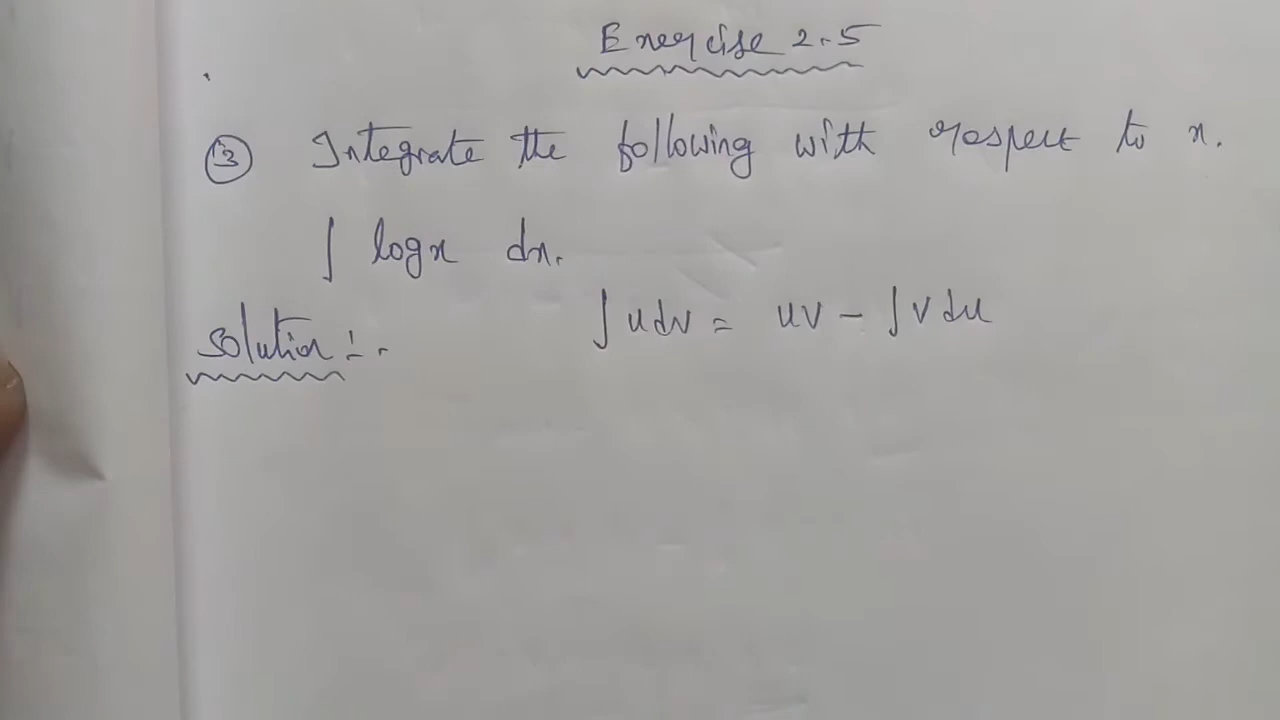 Exercise 2.5
③ Integrate the following with respect to x.
∫ log x dx.
Solution:-
∫ u dv = uv - ∫ v du